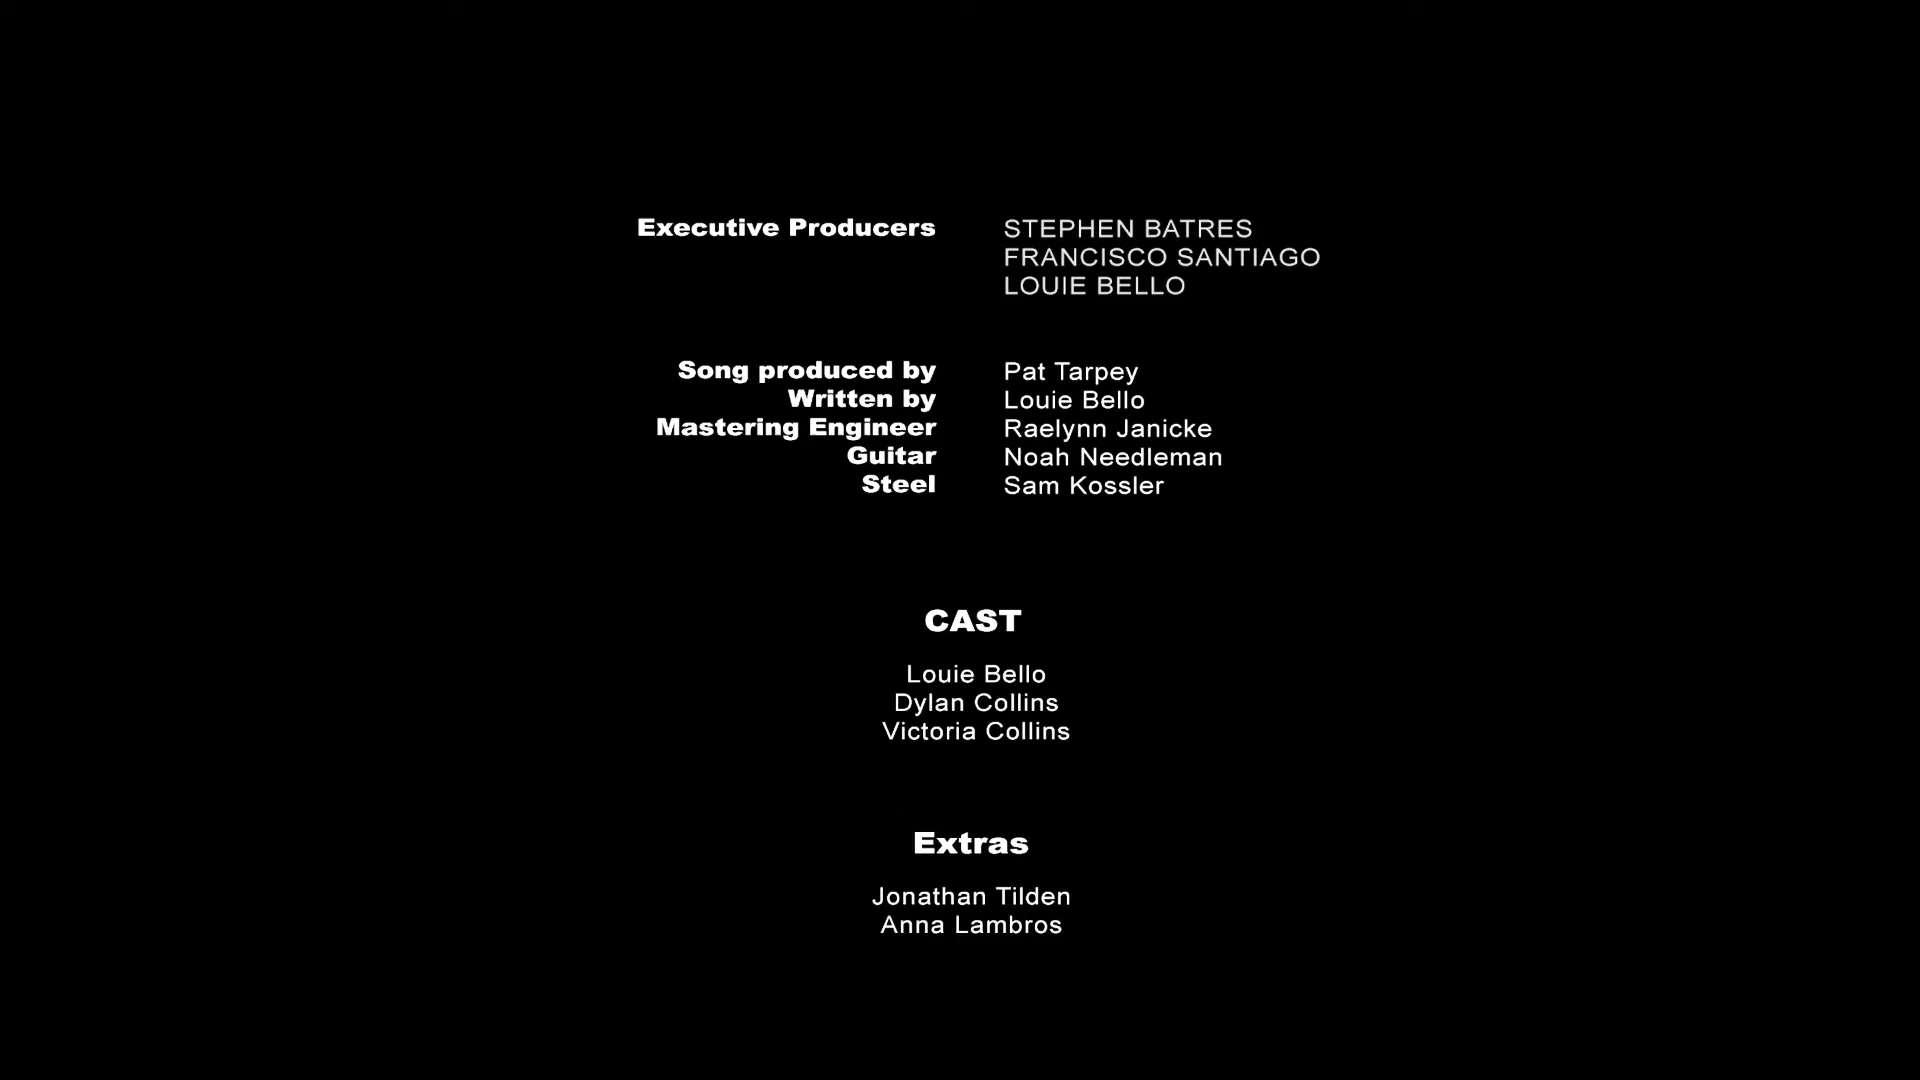 Executive Producers STEPHEN BATRES
FRANCISCO SANTIAGO
LOUIE BELLO
Song produced by Pat Tarpey
Written by Louie Bello
Mastering Engineer Raelynn Janicke
Guitar Noah Needleman
Steel Sam Kossler
CAST
Louie Bello
Dylan Collins
Victoria Collins
Extras
Jonathan Tilden
Anna Lambros